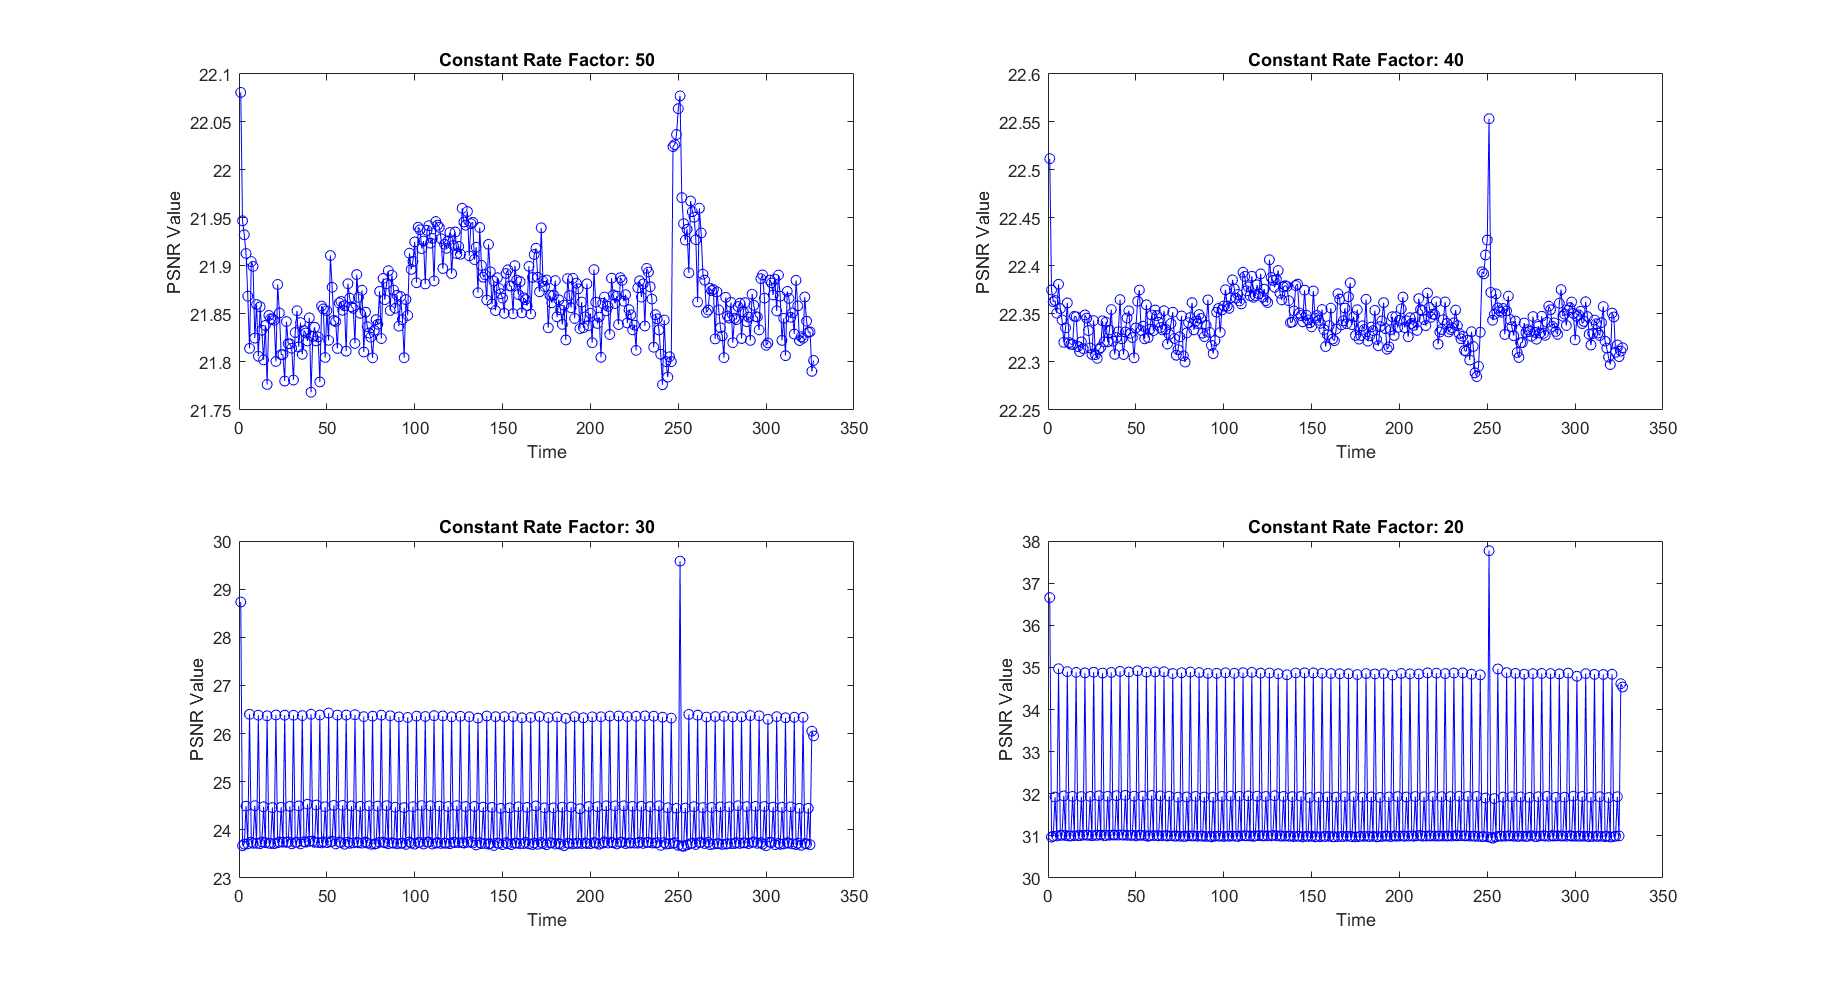 Constant Rate Factor: 50
22.1
22.05
22
21.95
21.9
21.85
21.8
21.75
PSNR Value
0 50 100 150 200 250 300 350
Time
Constant Rate Factor: 40
22.6
22.55
22.5
22.45
22.4
22.35
22.3
22.25
PSNR Value
0 50 100 150 200 250 300 350
Time
Constant Rate Factor: 30
30
29
28
27
26
25
24
23
PSNR Value
0 50 100 150 200 250 300 350
Time
Constant Rate Factor: 20
38
37
36
35
34
33
32
31
30
PSNR Value
0 50 100 150 200 250 300 350
Time